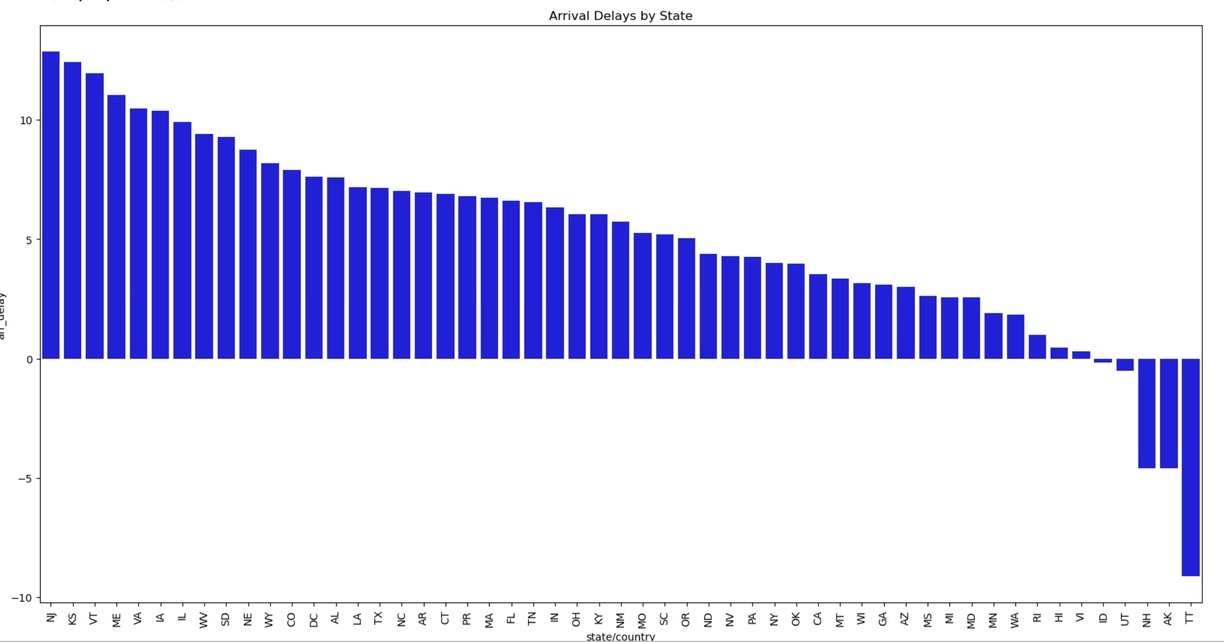 Arrival Delays by State
10
5
0
−5
−10
arr_delay
NJ KS VT ME VA IA IL WV SD NE WY CO DC AL LA TX NC AR CT PR MA FL TN IN OH KY NM MO SC OR ND NV PA NY OK CA MT WI GA AZ MS MI MD MN WA RI HI VI ID UT NH AK TT
state/country